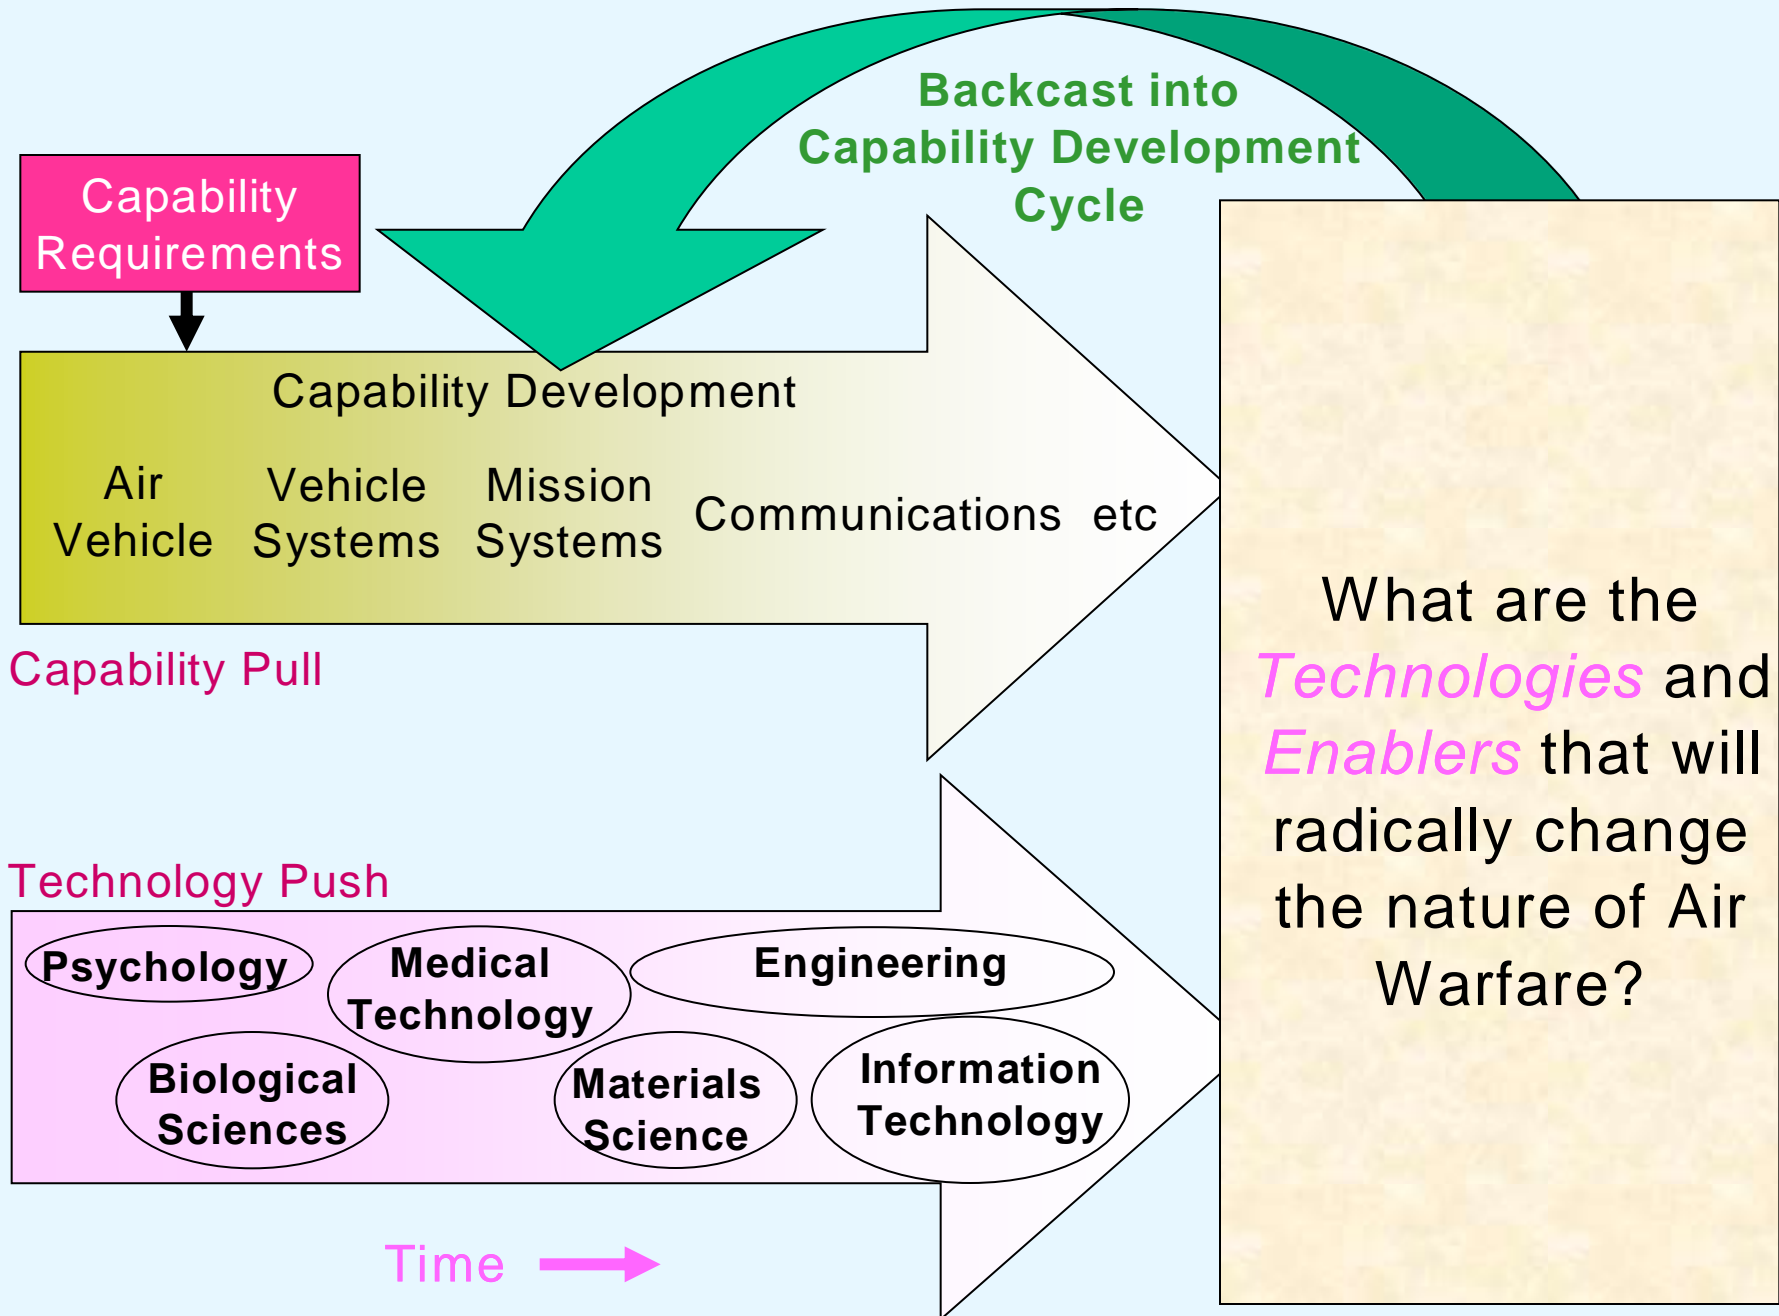 Backcast into
Capability Development
Cycle
Capability
Requirements
Capability Development
Air
Vehicle
Vehicle
Systems
Mission
Systems
Communications etc
Capability Pull
What are the
Technologies and
Enablers that will
radically change
the nature of Air
Warfare?
Technology Push
Psychology
Medical
Technology
Engineering
Biological
Sciences
Materials
Science
Information
Technology
Time